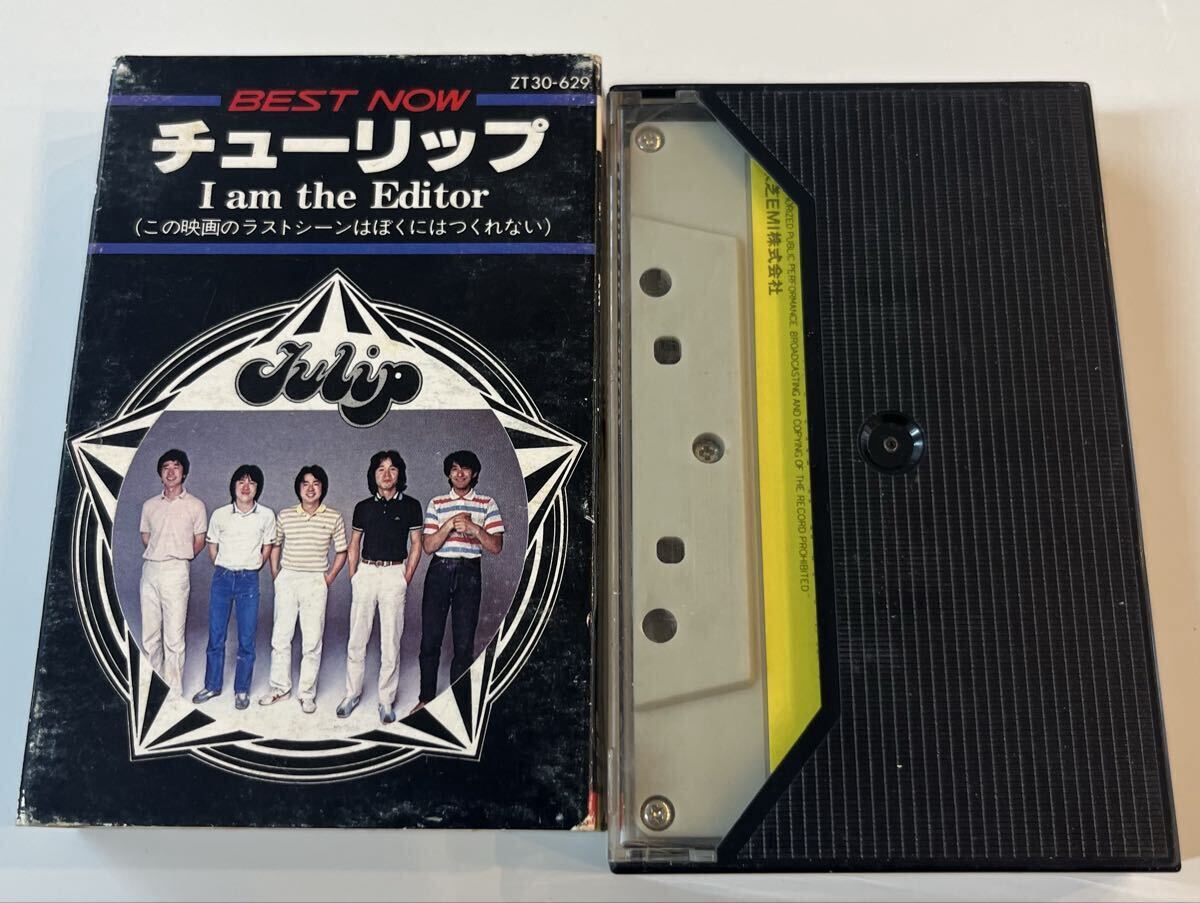 ZT30-629
BEST NOW
チューリップ
I am the Editor
(この映画のラストシーンはぼくにはつくれない)
Tulip
芝EMI株式会社
PUBLIC PERFORMANCE BROADCASTING AND COPYING OF THE RECORD PROHIBITED